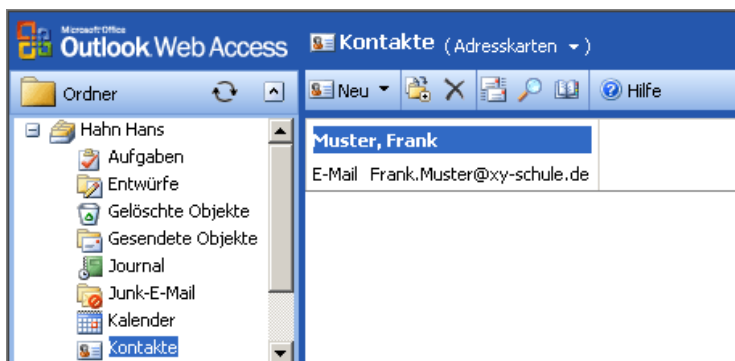 Microsoft Office
Outlook Web Access
Kontakte (Adresskarten)
Ordner
Neu
Hilfe
Hahn Hans
Aufgaben
Entwürfe
Gelöschte Objekte
Gesendete Objekte
Journal
Junk-E-Mail
Kalender
Kontakte
Muster, Frank
E-Mail Frank.Muster@xy-schule.de